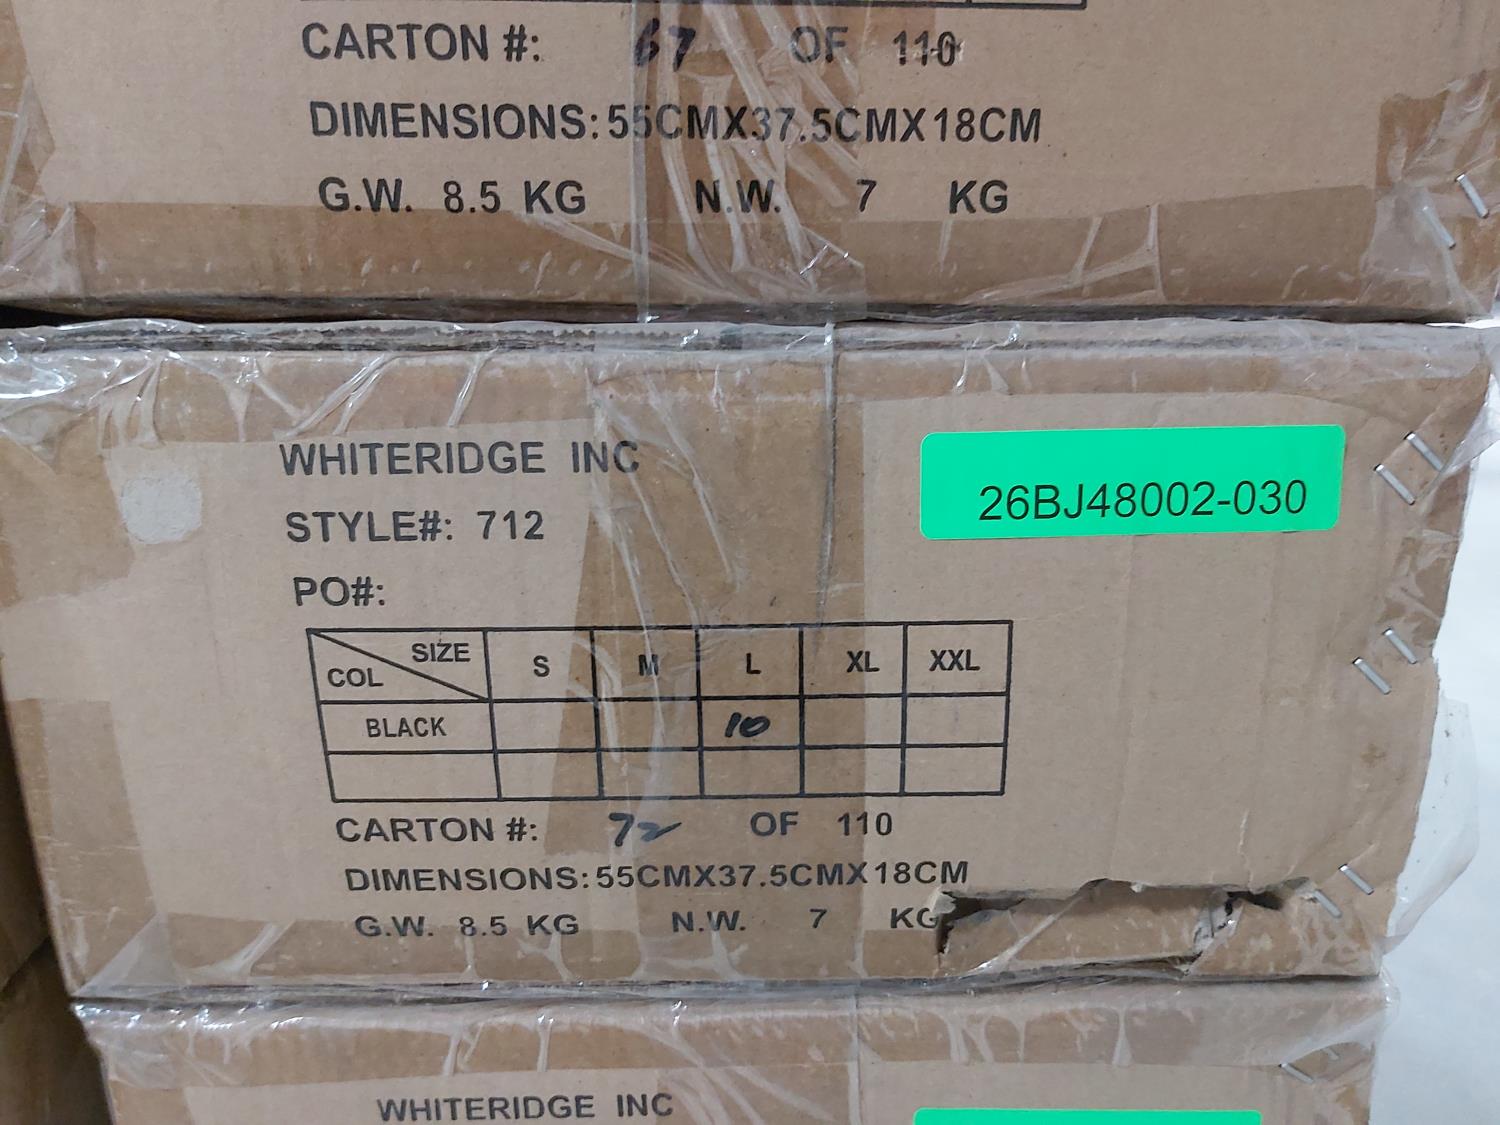 CARTON #: 67 OF 110
DIMENSIONS: 55CMX37.5CMX18CM
G.W. 8.5 KG N.W. 7 KG
WHITERIDGE INC
STYLE#: 712
PO#:
26BJ48002-030
SIZE COL S M L XL XXL
BLACK 10
CARTON #: 72 OF 110
DIMENSIONS: 55CMX37.5CMX18CM
G.W. 8.5 KG N.W. 7 KG
WHITERIDGE INC